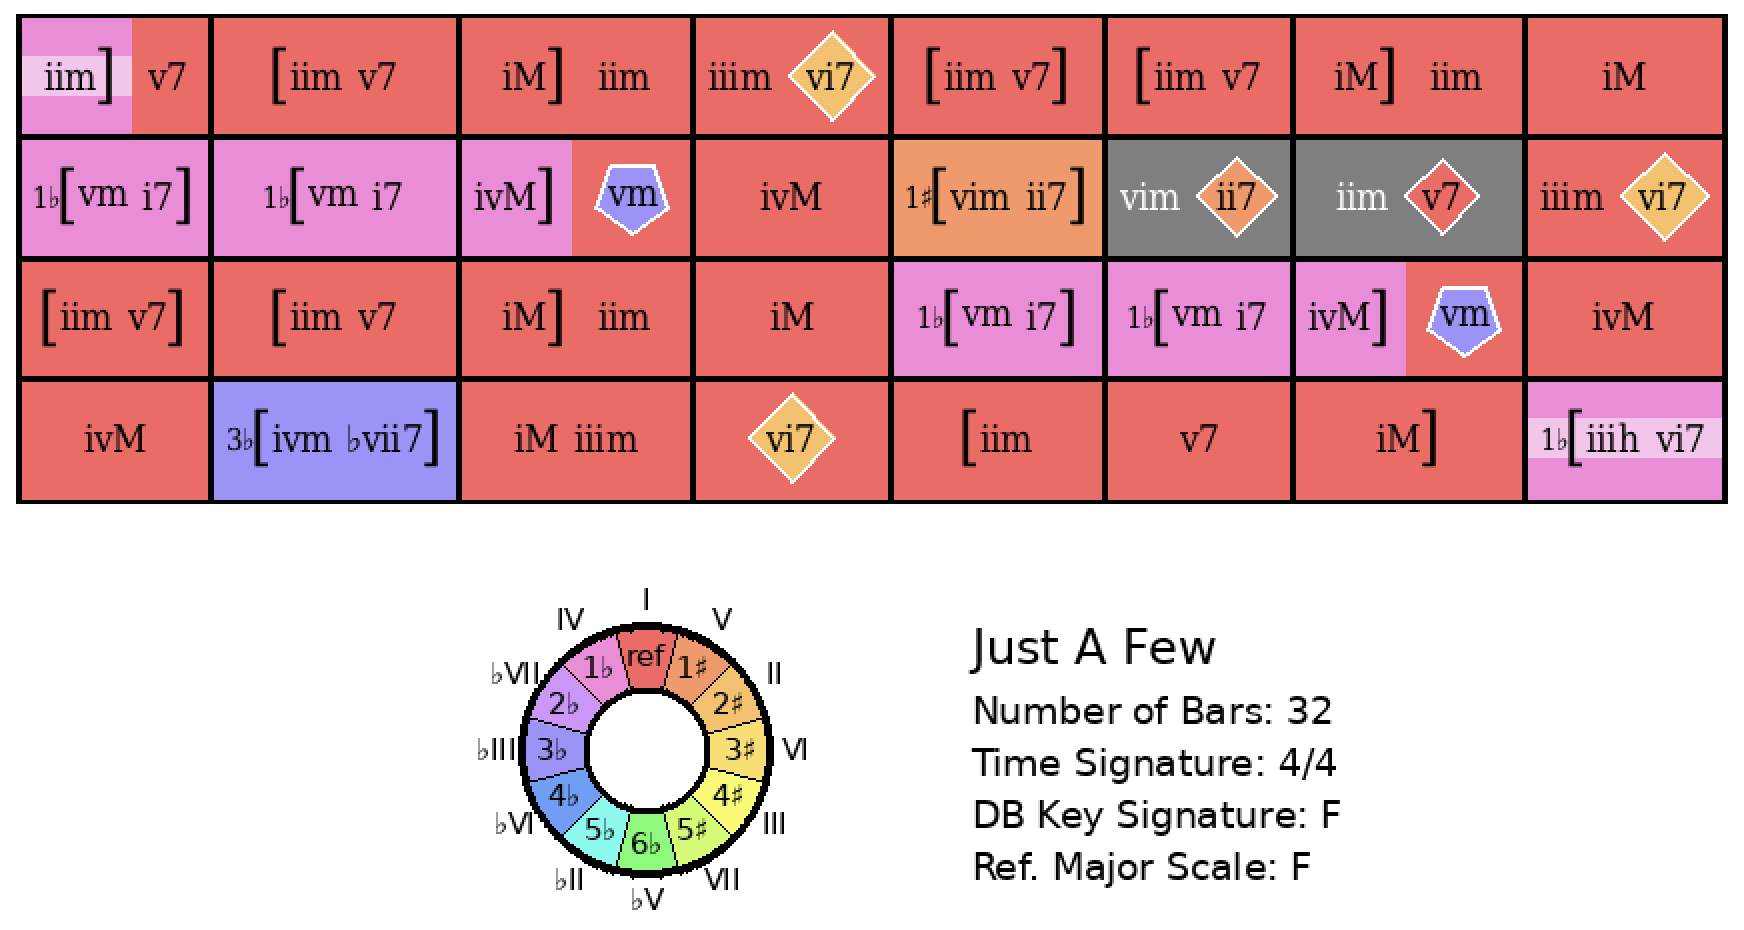 iim] v7 [iim v7 iM] iim iiim vi7 [iim v7] [iim v7 iM] iim iM
1♭[vm i7] 1♭[vm i7 ivM] vm ivM 1♯[vim ii7] vim ii7 iim v7 iiim vi7
[iim v7] [iim v7 iM] iim iM 1♭[vm i7] 1♭[vm i7 ivM] vm ivM
ivM 3♭[ivm ♭vii7] iM iiim vi7 [iim v7 iM] 1♭[iiih vi7
I
IV V
ref
1♭ 1♯
♭VII II
2♭ 2♯
♭III 3♭ 3♯ VI
4♭ 4♯
♭VI III
5♭ 5♯
6♭
♭II VII
♭V
Just A Few
Number of Bars: 32
Time Signature: 4/4
DB Key Signature: F
Ref. Major Scale: F